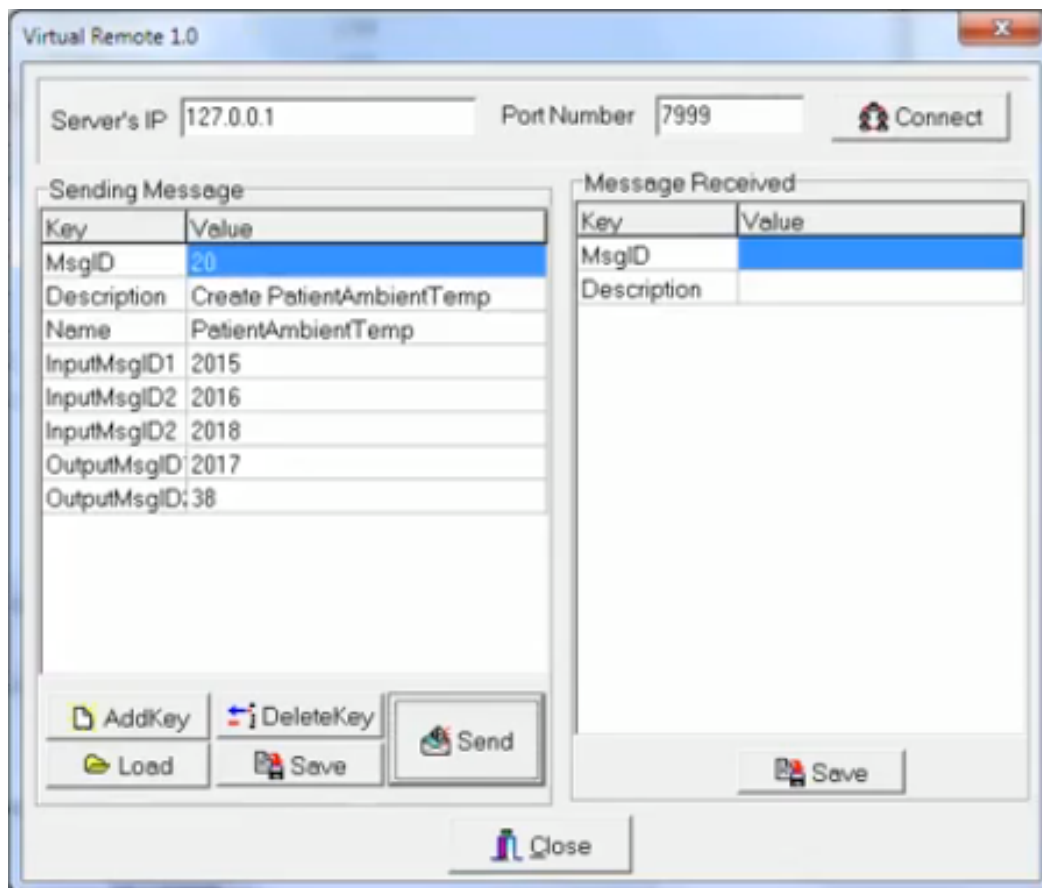 Virtual Remote 1.0
Server's IP 127.0.0.1 Port Number 7999 Connect
Sending Message
Key Value
MsgID 20
Description Create PatientAmbientTemp
Name PatientAmbientTemp
InputMsgID1 2015
InputMsgID2 2016
InputMsgID2 2018
OutputMsgID 2017
OutputMsgID 38
AddKey DeleteKey
Load Save
Send
Message Received
Key Value
MsgID
Description
Save
Close